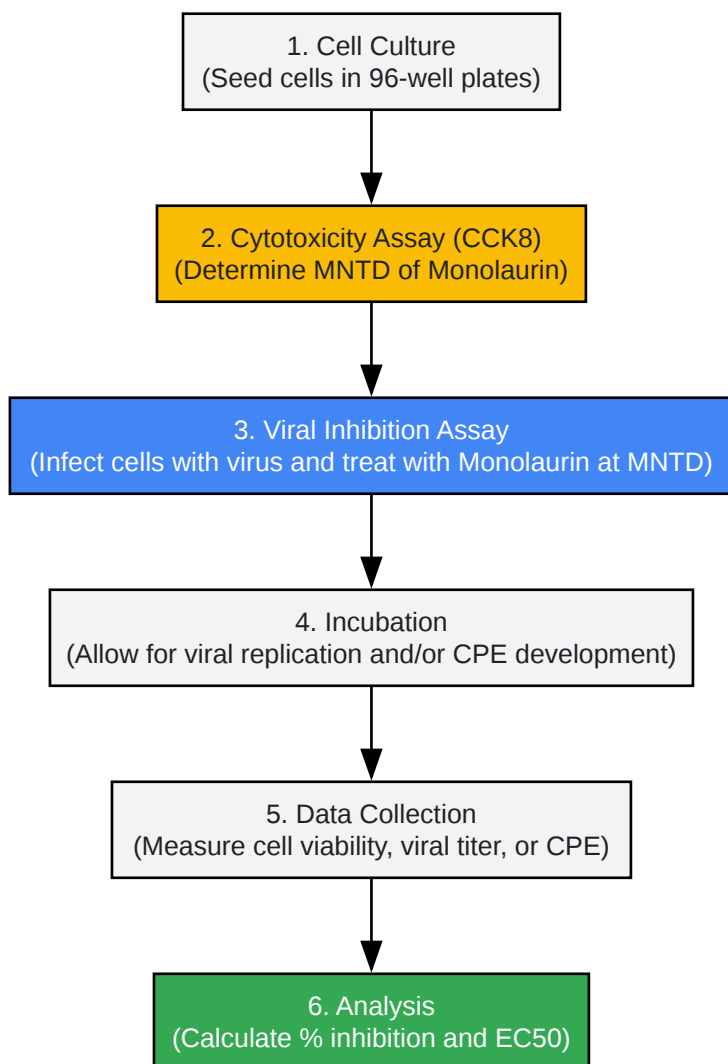 1. Cell Culture
(Seed cells in 96-well plates)
2. Cytotoxicity Assay (CCK8)
(Determine MNTD of Monolaurin)
3. Viral Inhibition Assay
(Infect cells with virus and treat with Monolaurin at MNTD)
4. Incubation
(Allow for viral replication and/or CPE development)
5. Data Collection
(Measure cell viability, viral titer, or CPE)
6. Analysis
(Calculate % inhibition and EC50)